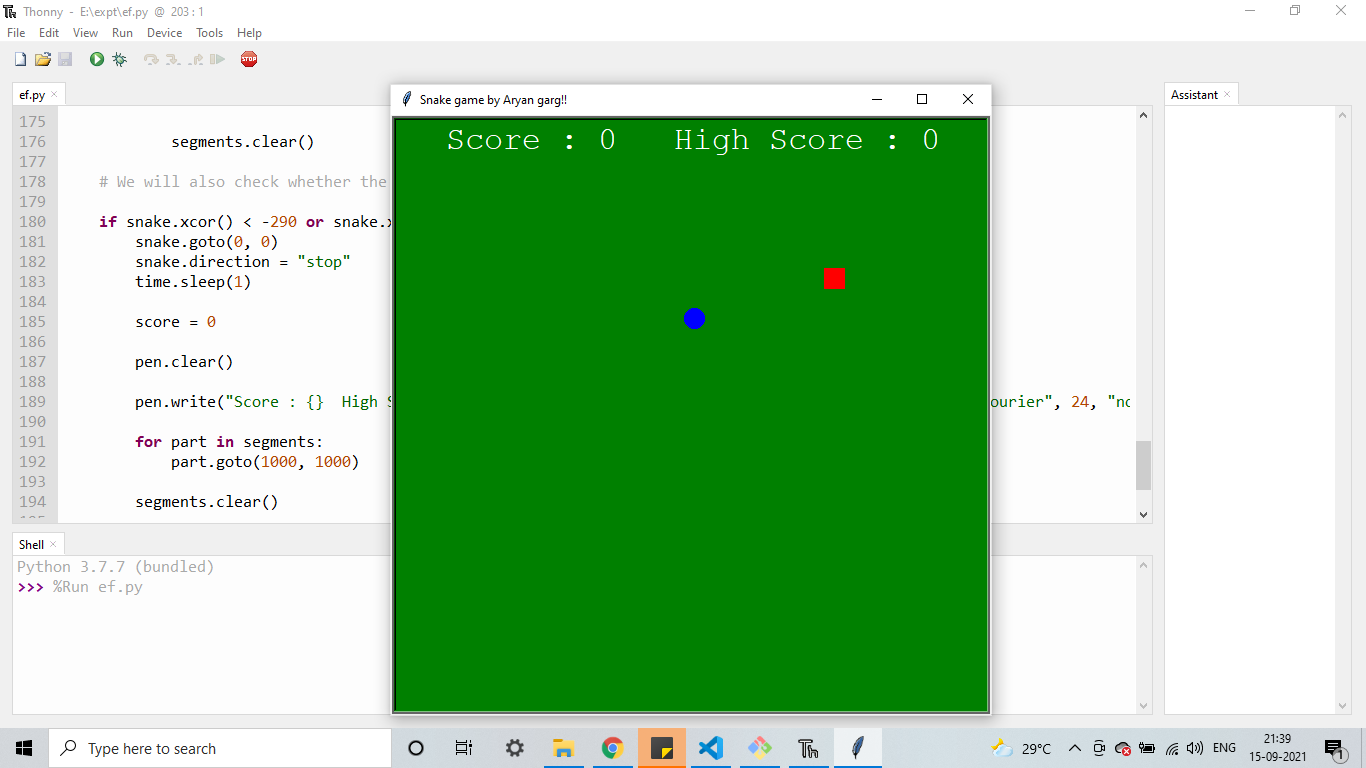 Thonny - E:\expt\ef.py @ 203 : 1
File Edit View Run Device Tools Help
STOP
ef.py
Snake game by Aryan garg!!
Assistant
Score : 0 High Score : 0
175
176 segments.clear()
177
178 # We will also check whether the
179
180 if snake.xcor() < -290 or snake.x
181 snake.goto(0, 0)
182 snake.direction = "stop"
183 time.sleep(1)
184
185 score = 0
186
187 pen.clear()
188
189 pen.write("Score : {} High S ourier", 24, "no
190
191 for part in segments:
192 part.goto(1000, 1000)
193
194 segments.clear()
Shell
Python 3.7.7 (bundled)
>>> %Run ef.py
Type here to search
Th
29°C
ENG
21:39
15-09-2021
1